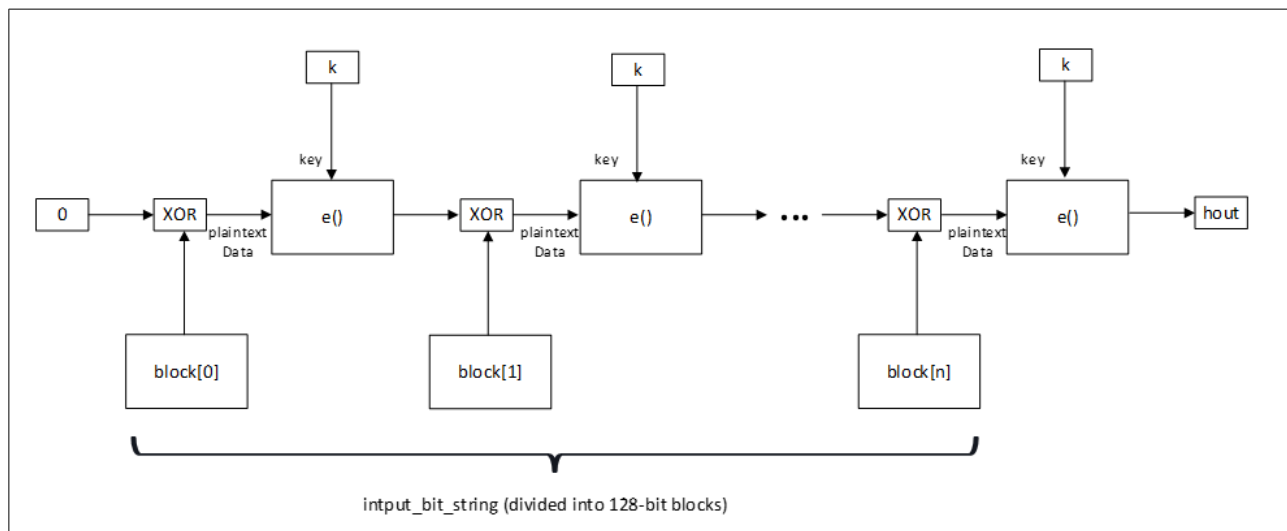 k
k
k
key
key
key
0
XOR
e()
XOR
e()
...
XOR
e()
hout
plaintext
Data
plaintext
Data
plaintext
Data
block[0]
block[1]
block[n]
intput_bit_string (divided into 128-bit blocks)